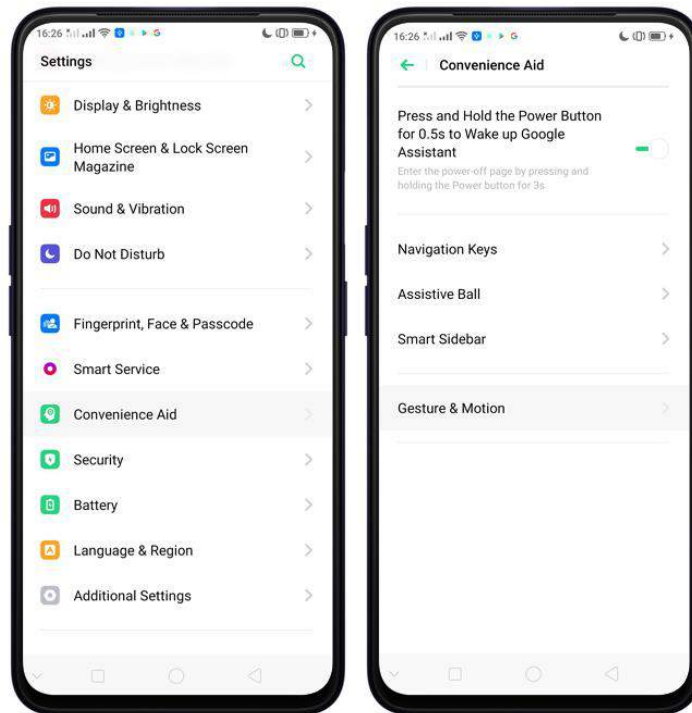 16:26
Settings
Display & Brightness
Home Screen & Lock Screen
Magazine
Sound & Vibration
Do Not Disturb
Fingerprint, Face & Passcode
Smart Service
Convenience Aid
Security
Battery
Language & Region
Additional Settings
16:26
Convenience Aid
Press and Hold the Power Button
for 0.5s to Wake up Google
Assistant
Enter the power-off page by pressing and
holding the Power button for 3s.
Navigation Keys
Assistive Ball
Smart Sidebar
Gesture & Motion